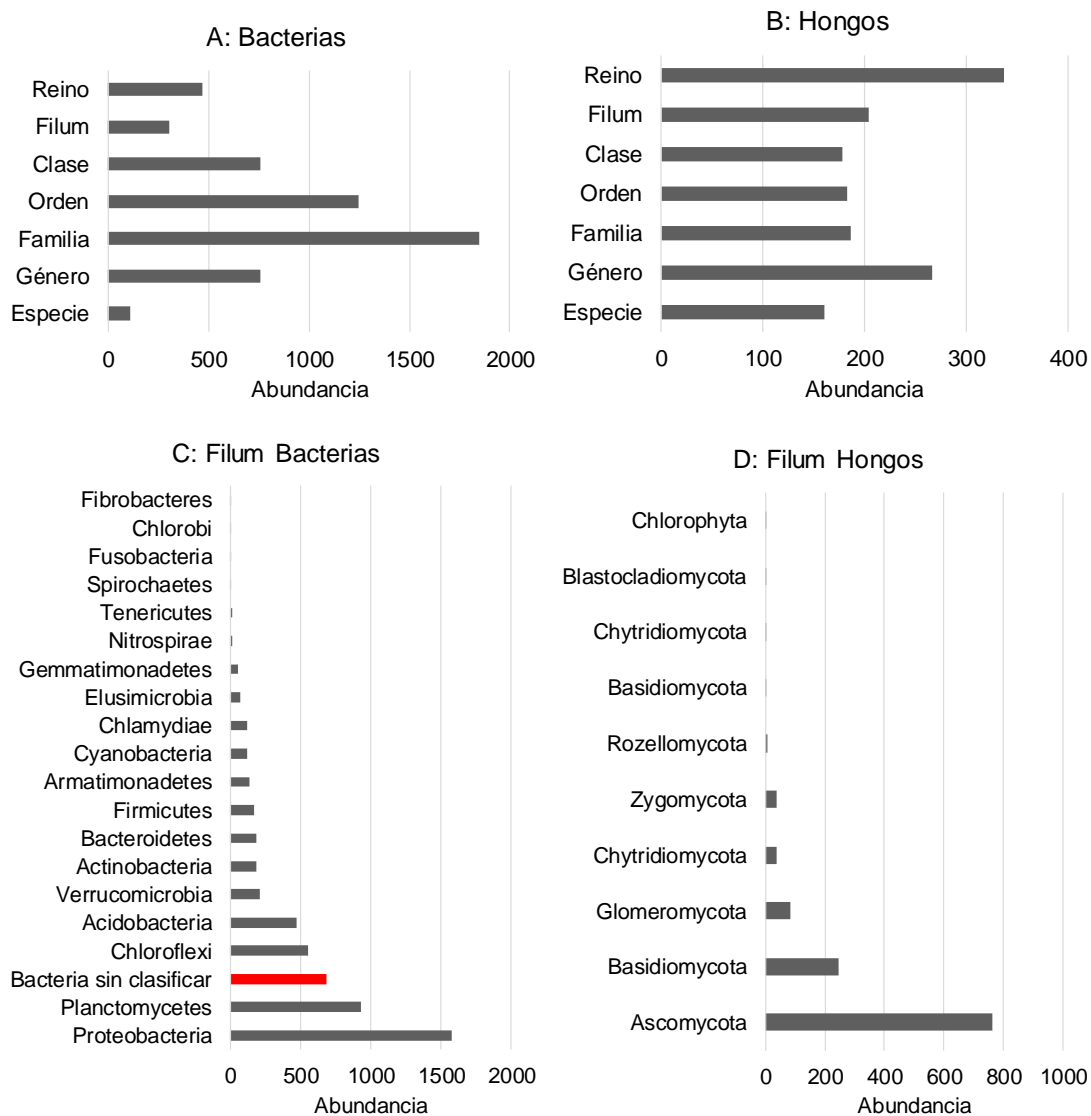 A: Bacterias
Reino
Filum
Clase
Orden
Familia
Género
Especie
0 500 1000 1500 2000
Abundancia
B: Hongos
Reino
Filum
Clase
Orden
Familia
Género
Especie
0 100 200 300 400
Abundancia
C: Filum Bacterias
Fibrobacteres
Chlorobi
Fusobacteria
Spirochaetes
Tenericutes
Nitrospirae
Gemmatimonadetes
Elusimicrobia
Chlamydiae
Cyanobacteria
Armatimonadetes
Firmicutes
Bacteroidetes
Actinobacteria
Verrucomicrobia
Acidobacteria
Chloroflexi
Bacteria sin clasificar
Planctomycetes
Proteobacteria
0 500 1000 1500 2000
Abundancia
D: Filum Hongos
Chlorophyta
Blastocladiomycota
Chytridiomycota
Basidiomycota
Rozellomycota
Zygomycota
Chytridiomycota
Glomeromycota
Basidiomycota
Ascomycota
0 200 400 600 800 1000
Abundancia